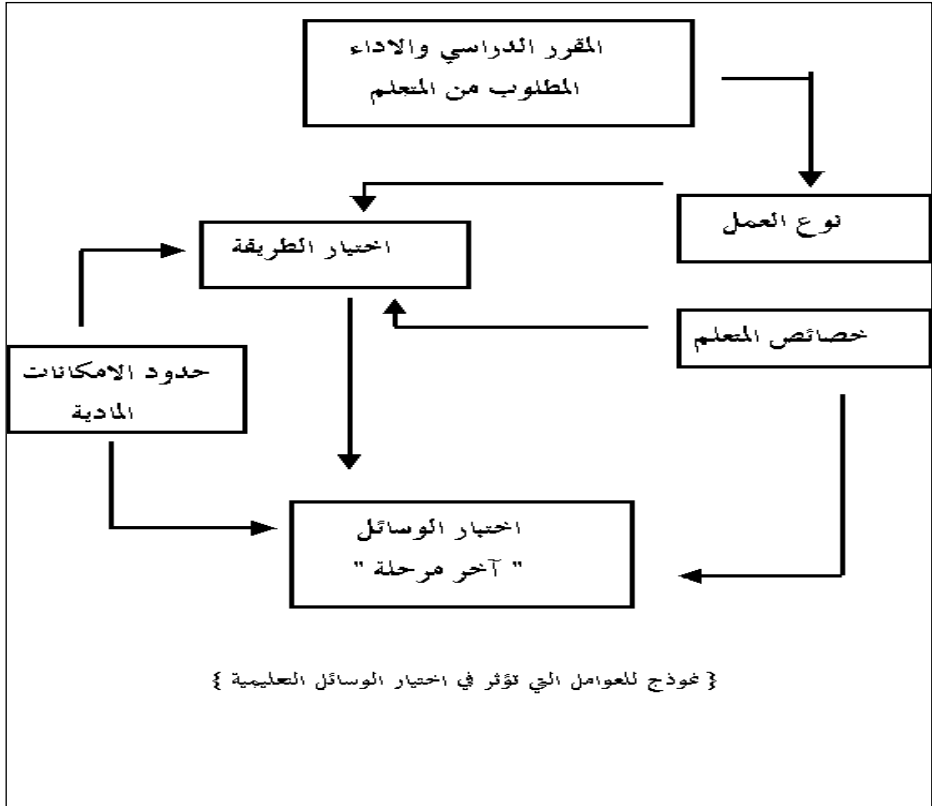 المقرر الدراسي والاداء
المطلوب من المتعلم
نوع العمل
اختيار الطريقة
خصائص المتعلم
حدود الامكانات
المادية
اختيار الوسائل
" آخر مرحلة "
{ نموذج للعوامل التي تؤثر في اختيار الوسائل التعليمية }